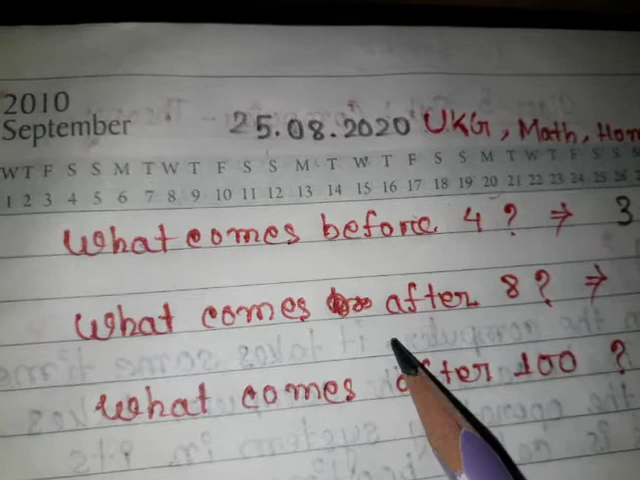 2010
September
25.08.2020 UKG, Math, Hom
W T F S S M T W T F S S M T W T F S S M T W T F S S
1 2 3 4 5 6 7 8 9 10 11 12 13 14 15 16 17 18 19 20 21 22 23 24 25 26
What comes before 4? ⇒ 3
What comes after 8? ⇒
What comes after 100?